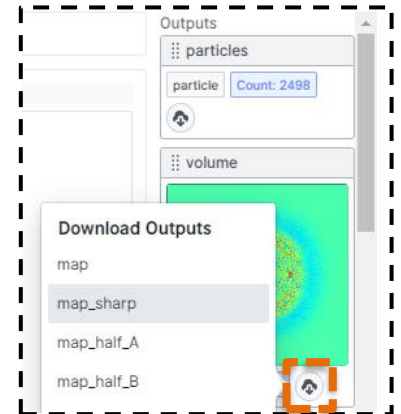 Outputs
particles
particle Count: 2498
volume
Download Outputs
map
map_sharp
map_half_A
map_half_B